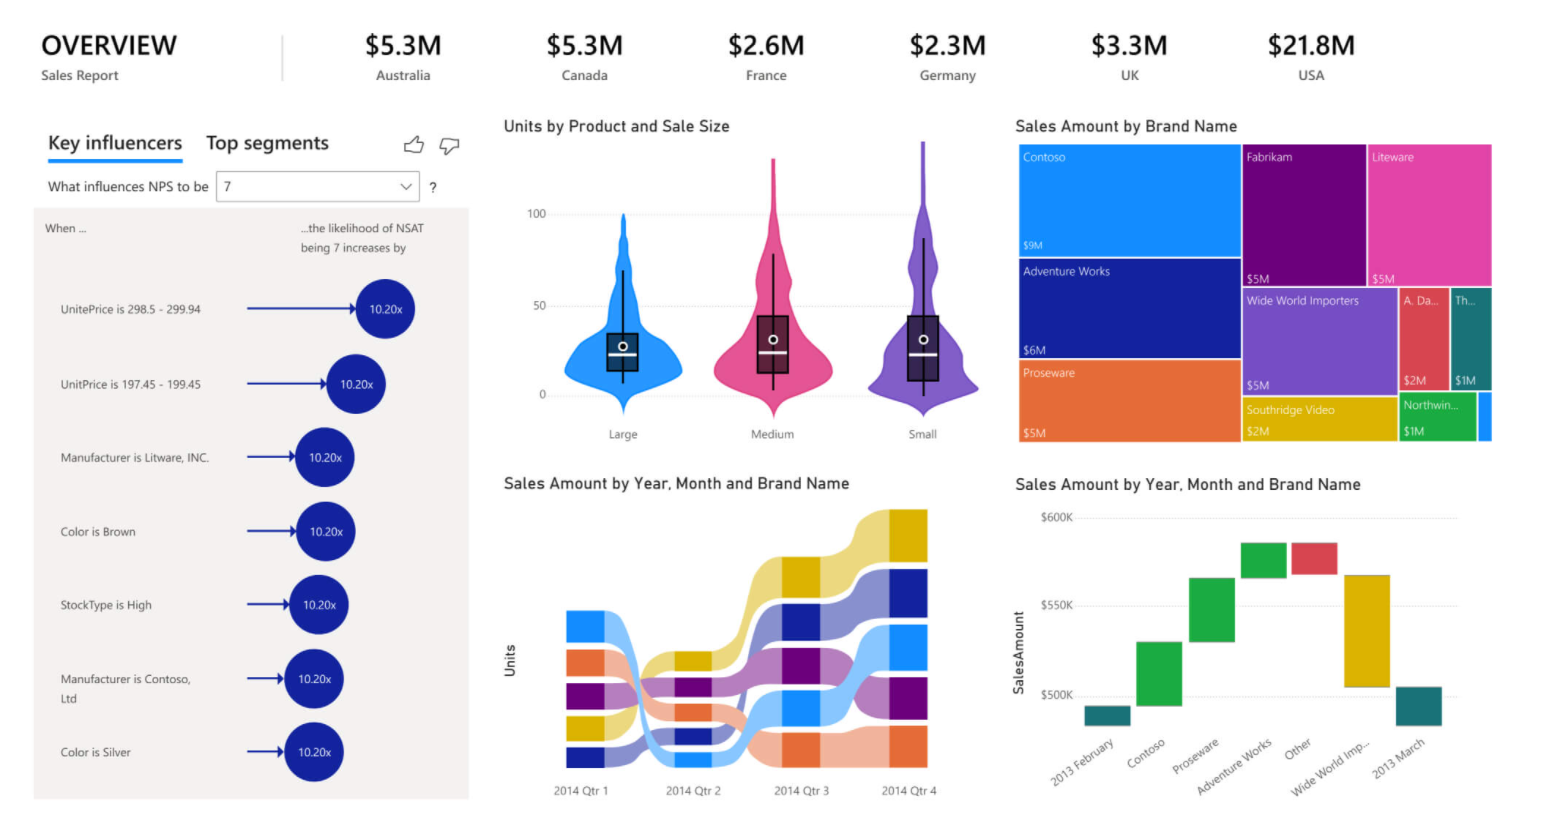 OVERVIEW
Sales Report
$5.3M
Australia
$5.3M
Canada
$2.6M
France
$2.3M
Germany
$3.3M
UK
$21.8M
USA
Key influencers
Top segments
What influences NPS to be
7
?
When ...
...the likelihood of NSAT
being 7 increases by
UnitePrice is 298.5 - 299.94
10.20x
UnitPrice is 197.45 - 199.45
10.20x
Manufacturer is Litware, INC.
10.20x
Color is Brown
10.20x
StockType is High
10.20x
Manufacturer is Contoso,
Ltd
10.20x
Color is Silver
10.20x
Units by Product and Sale Size
100
50
0
Large
Medium
Small
Sales Amount by Brand Name
Contoso
$9M
Adventure Works
$6M
Proseware
$5M
Fabrikam
$5M
Liteware
$5M
Wide World Importers
$5M
A. Da...
$2M
Th...
$1M
Southridge Video
$2M
Northwin...
$1M
Sales Amount by Year, Month and Brand Name
Units
2014 Qtr 1
2014 Qtr 2
2014 Qtr 3
2014 Qtr 4
Sales Amount by Year, Month and Brand Name
SalesAmount
$600K
$550K
$500K
2013 February
Contoso
Proseware
Adventure Works
Other
Wide World Imp...
2013 March